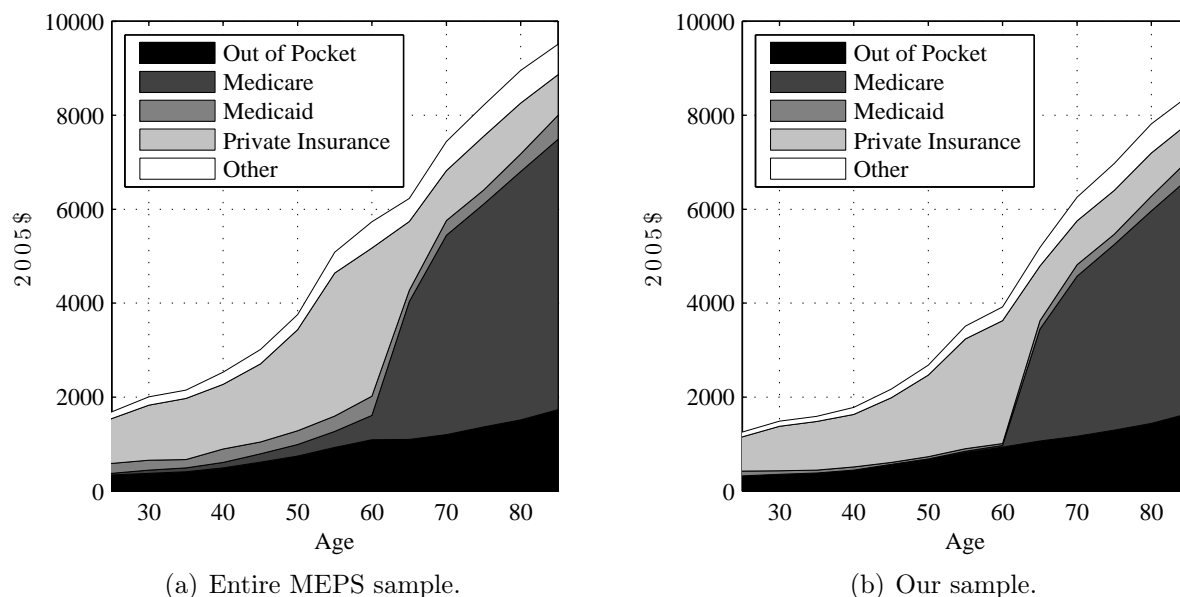 10000
8000
6000
4000
2000
0
2005$
Out of Pocket
Medicare
Medicaid
Private Insurance
Other
30 40 50 60 70 80
Age
(a) Entire MEPS sample.
10000
8000
6000
4000
2000
0
2005$
Out of Pocket
Medicare
Medicaid
Private Insurance
Other
30 40 50 60 70 80
Age
(b) Our sample.